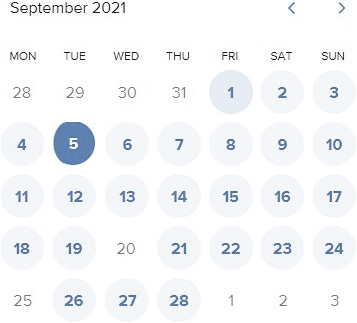 September 2021
MON TUE WED THU FRI SAT SUN
28 29 30 31 1 2 3
4 5 6 7 8 9 10
11 12 13 14 15 16 17
18 19 20 21 22 23 24
25 26 27 28 1 2 3